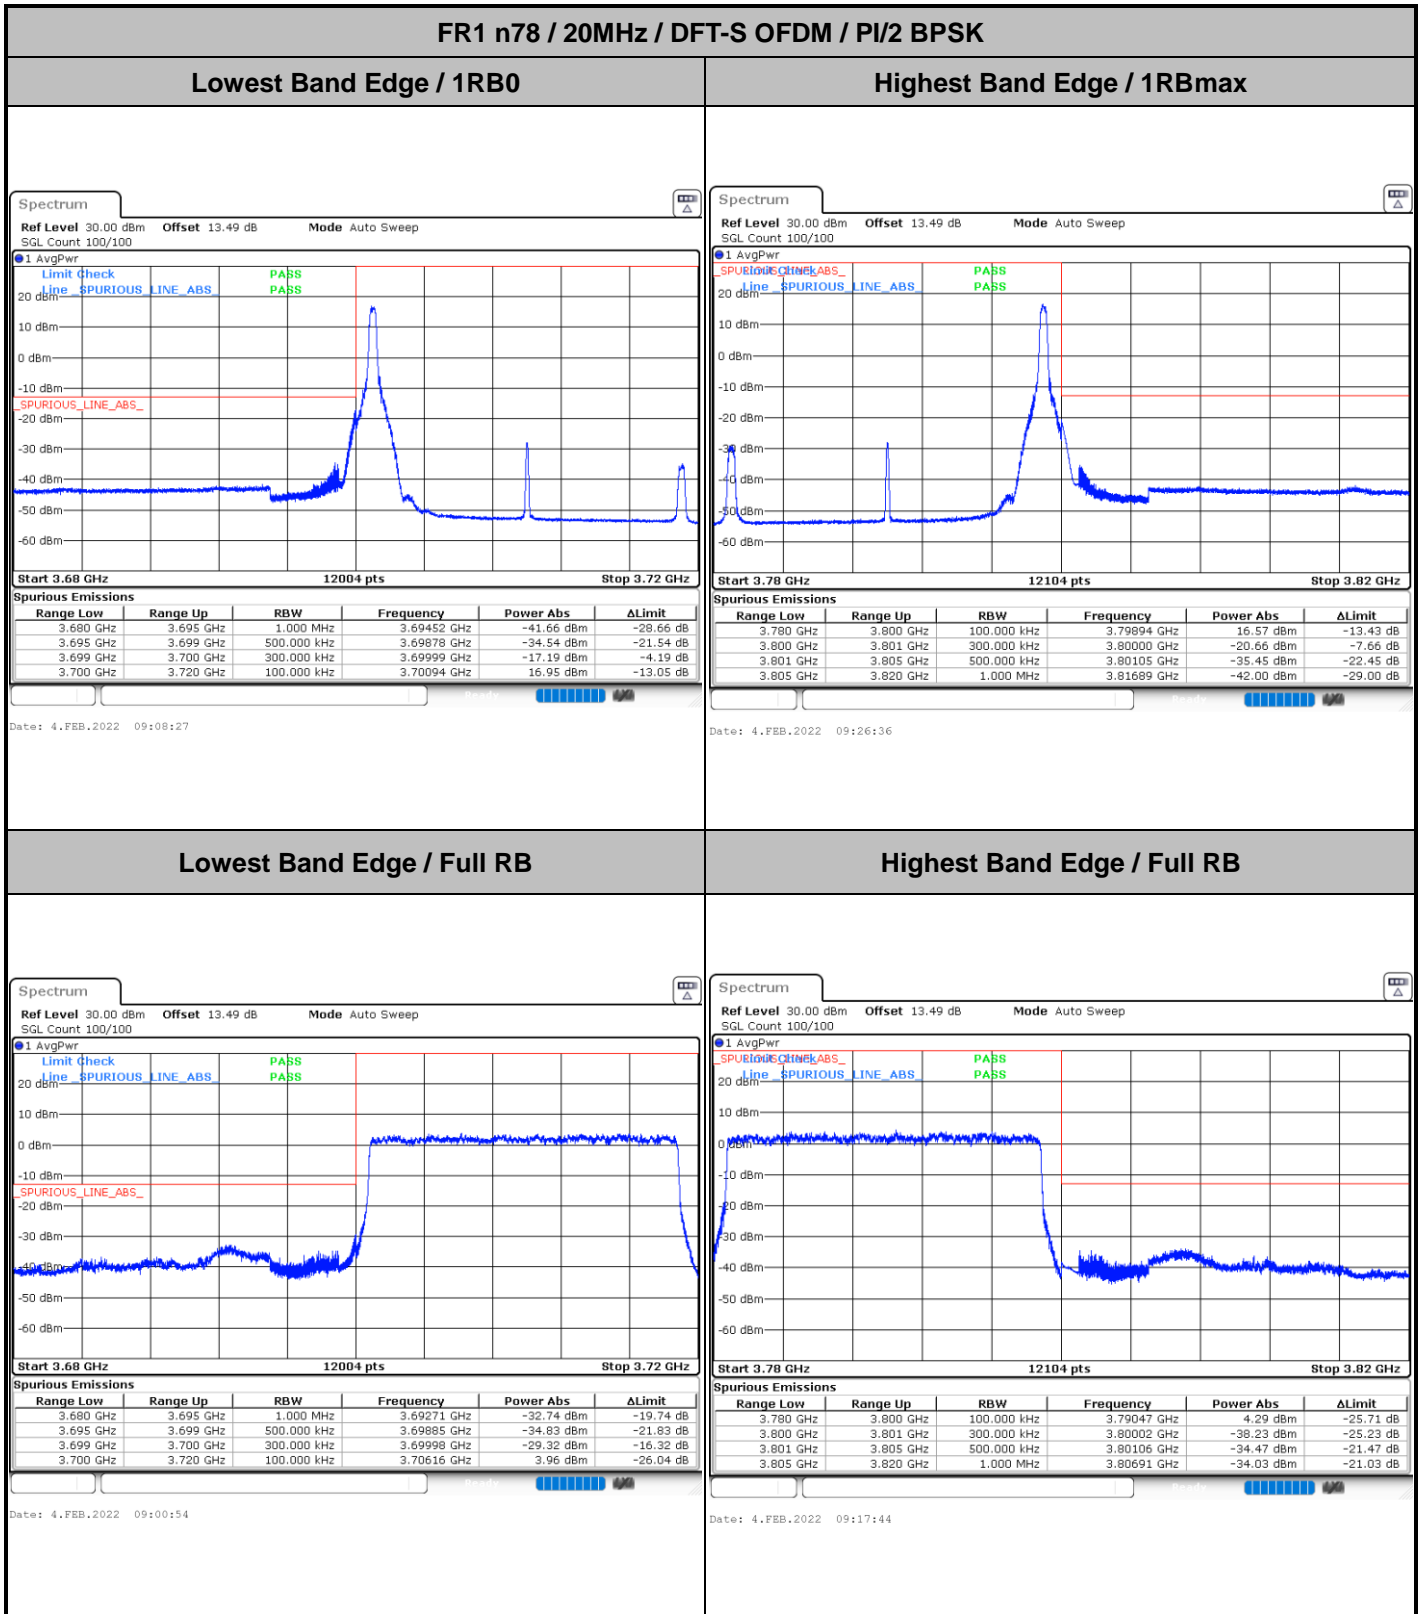 FR1 n78 / 20MHz / DFT-S OFDM / PI/2 BPSK
Lowest Band Edge / 1RB0
Highest Band Edge / 1RBmax
Spectrum
Ref Level 30.00 dBm Offset 13.49 dB Mode Auto Sweep
SGL Count 100/100
1 AvgPwr
Limit Check PASS
Line _SPURIOUS_LINE_ABS_ PASS
20 dBm
10 dBm
0 dBm
-10 dBm
_SPURIOUS_LINE_ABS_
-20 dBm
-30 dBm
-40 dBm
-50 dBm
-60 dBm
Start 3.68 GHz 12004 pts Stop 3.72 GHz
Spurious Emissions
Range Low Range Up RBW Frequency Power Abs ΔLimit
3.680 GHz 3.695 GHz 1.000 MHz 3.69452 GHz -41.66 dBm -28.66 dB
3.695 GHz 3.699 GHz 500.000 kHz 3.69878 GHz -34.54 dBm -21.54 dB
3.699 GHz 3.700 GHz 300.000 kHz 3.69999 GHz -17.19 dBm -4.19 dB
3.700 GHz 3.720 GHz 100.000 kHz 3.70094 GHz 16.95 dBm -13.05 dB
Ready
Date: 4.FEB.2022 09:08:27
Spectrum
Ref Level 30.00 dBm Offset 13.49 dB Mode Auto Sweep
SGL Count 100/100
1 AvgPwr
_SPURIOUS_LINE_ABS_
Limit Check PASS
Line _SPURIOUS_LINE_ABS_ PASS
20 dBm
10 dBm
0 dBm
-10 dBm
-20 dBm
-30 dBm
-40 dBm
-50 dBm
-60 dBm
Start 3.78 GHz 12104 pts Stop 3.82 GHz
Spurious Emissions
Range Low Range Up RBW Frequency Power Abs ΔLimit
3.780 GHz 3.800 GHz 100.000 kHz 3.79894 GHz 16.57 dBm -13.43 dB
3.800 GHz 3.801 GHz 300.000 kHz 3.80000 GHz -20.66 dBm -7.66 dB
3.801 GHz 3.805 GHz 500.000 kHz 3.80105 GHz -35.45 dBm -22.45 dB
3.805 GHz 3.820 GHz 1.000 MHz 3.81689 GHz -42.00 dBm -29.00 dB
Ready
Date: 4.FEB.2022 09:26:36
Lowest Band Edge / Full RB
Highest Band Edge / Full RB
Spectrum
Ref Level 30.00 dBm Offset 13.49 dB Mode Auto Sweep
SGL Count 100/100
1 AvgPwr
Limit Check PASS
Line _SPURIOUS_LINE_ABS_ PASS
20 dBm
10 dBm
0 dBm
-10 dBm
_SPURIOUS_LINE_ABS_
-20 dBm
-30 dBm
-40 dBm
-50 dBm
-60 dBm
Start 3.68 GHz 12004 pts Stop 3.72 GHz
Spurious Emissions
Range Low Range Up RBW Frequency Power Abs ΔLimit
3.680 GHz 3.695 GHz 1.000 MHz 3.69271 GHz -32.74 dBm -19.74 dB
3.695 GHz 3.699 GHz 500.000 kHz 3.69885 GHz -34.83 dBm -21.83 dB
3.699 GHz 3.700 GHz 300.000 kHz 3.69998 GHz -29.32 dBm -16.32 dB
3.700 GHz 3.720 GHz 100.000 kHz 3.70616 GHz 3.96 dBm -26.04 dB
Ready
Date: 4.FEB.2022 09:00:54
Spectrum
Ref Level 30.00 dBm Offset 13.49 dB Mode Auto Sweep
SGL Count 100/100
1 AvgPwr
_SPURIOUS_LINE_ABS_
Limit Check PASS
Line _SPURIOUS_LINE_ABS_ PASS
20 dBm
10 dBm
0 dBm
-10 dBm
-20 dBm
-30 dBm
-40 dBm
-50 dBm
-60 dBm
Start 3.78 GHz 12104 pts Stop 3.82 GHz
Spurious Emissions
Range Low Range Up RBW Frequency Power Abs ΔLimit
3.780 GHz 3.800 GHz 100.000 kHz 3.79047 GHz 4.29 dBm -25.71 dB
3.800 GHz 3.801 GHz 300.000 kHz 3.80002 GHz -38.23 dBm -25.23 dB
3.801 GHz 3.805 GHz 500.000 kHz 3.80106 GHz -34.47 dBm -21.47 dB
3.805 GHz 3.820 GHz 1.000 MHz 3.80691 GHz -34.03 dBm -21.03 dB
Ready
Date: 4.FEB.2022 09:17:44